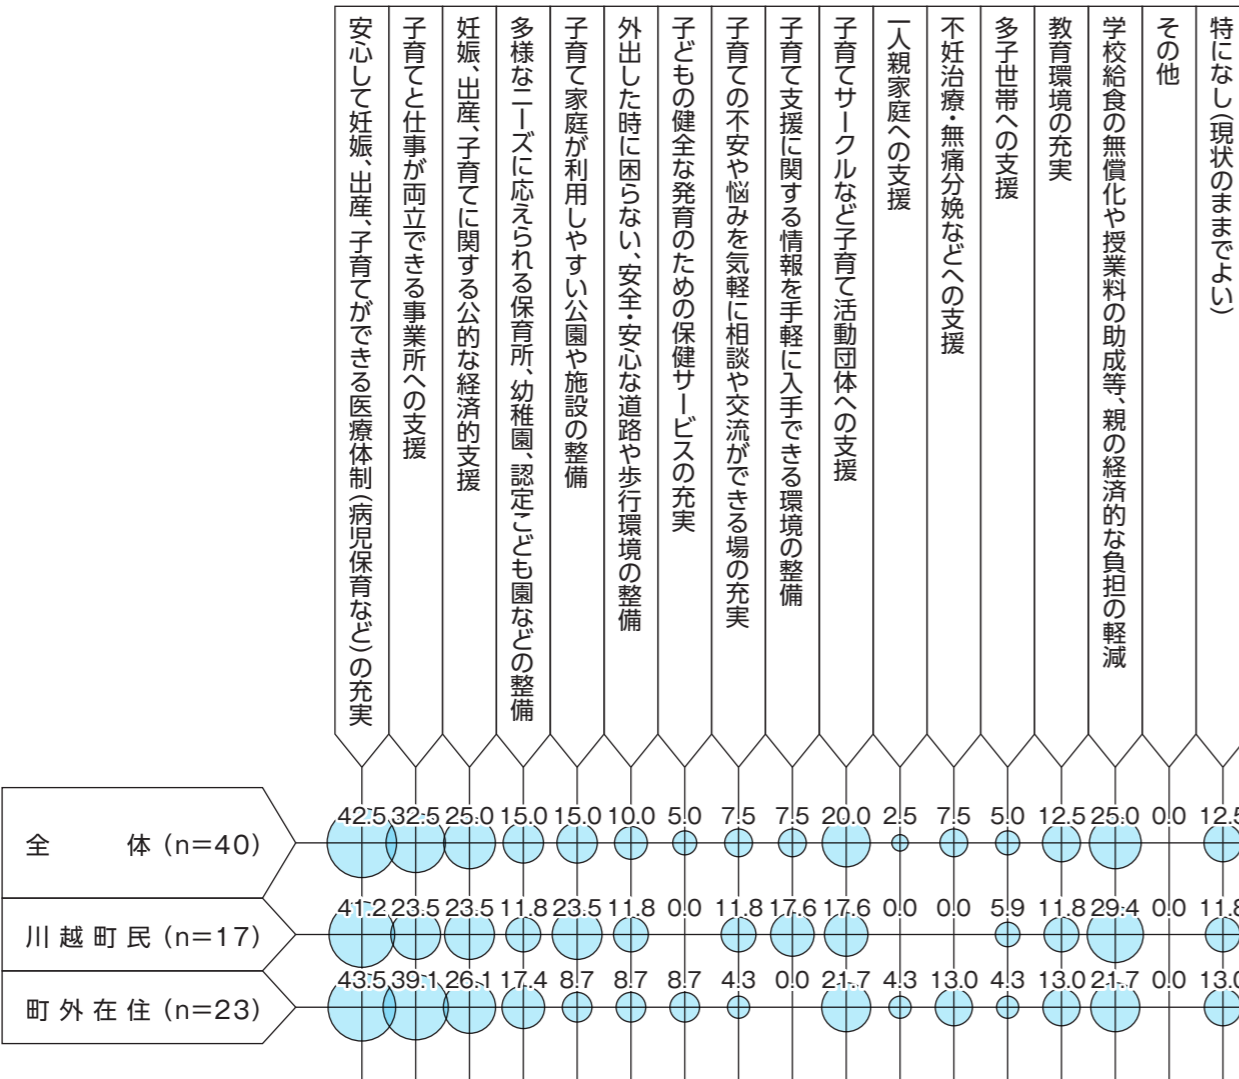 安心して妊娠、出産、子育てができる医療体制（病児保育など）の充実
子育てと仕事が両立できる事業所への支援
妊娠、出産、子育てに関する公的な経済的支援
多様なニーズに応えられる保育所、幼稚園、認定こども園などの整備
子育て家庭が利用しやすい公園や施設の整備
外出した時に困らない、安全・安心な道路や歩行環境の整備
子どもの健全な発育のための保健サービスの充実
子育ての不安や悩みを気軽に相談や交流ができる場の充実
子育て支援に関する情報を手軽に入手できる環境の整備
子育てサークルなど子育て活動団体への支援
一人親家庭への支援
不妊治療・無痛分娩などへの支援
多子世帯への支援
教育環境の充実
学校給食の無償化や授業料の助成等、親の経済的な負担の軽減
その他
特になし（現状のままでよい）
全　体（n=40） 42.5 32.5 25.0 15.0 15.0 10.0 5.0 7.5 7.5 20.0 2.5 7.5 5.0 12.5 25.0 0.0 12.5
川越町民（n=17） 41.2 23.5 23.5 11.8 23.5 11.8 0.0 11.8 17.6 17.6 0.0 0.0 5.9 11.8 29.4 0.0 11.8
町外在住（n=23） 43.5 39.1 26.1 17.4 8.7 8.7 8.7 4.3 0.0 21.7 4.3 13.0 4.3 13.0 21.7 0.0 13.0